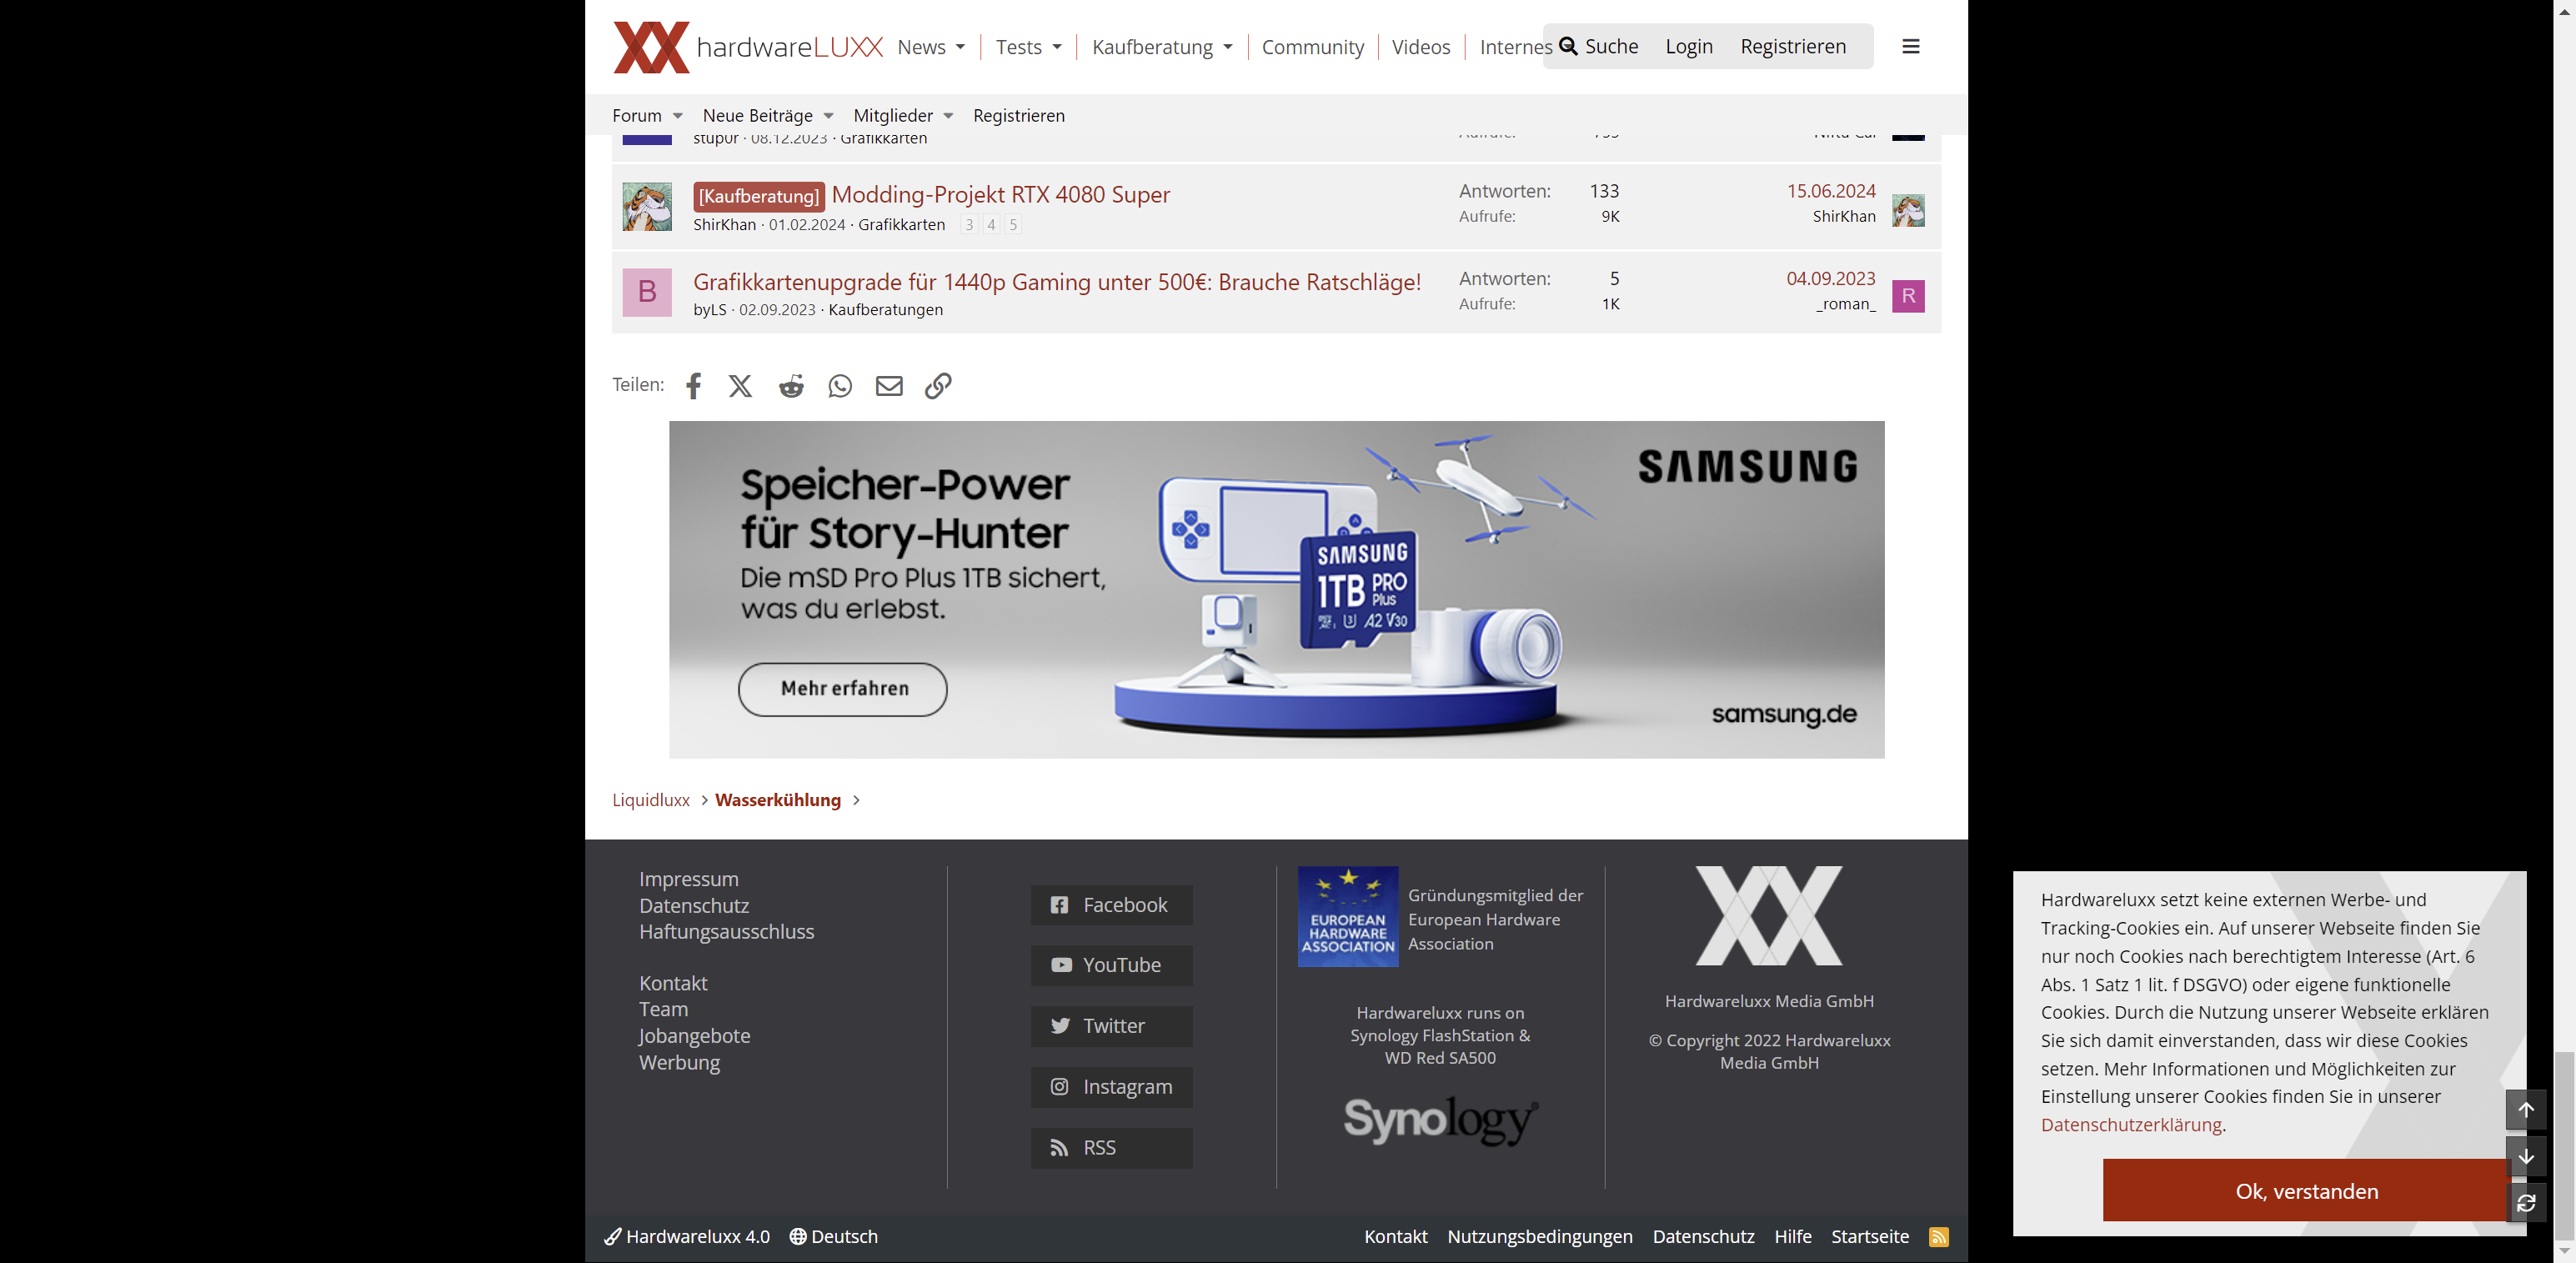 hardwareLUXX News Tests Kaufberatung Community Videos Internes Suche Login Registrieren
Forum Neue Beiträge Mitglieder Registrieren
stup0r · 08.12.2023 · Grafikkarten
[Kaufberatung] Modding-Projekt RTX 4080 Super
ShirKhan · 01.02.2024 · Grafikkarten 3 4 5
Antworten: 133
Aufrufe: 9K
15.06.2024
ShirKhan
B
Grafikkartenupgrade für 1440p Gaming unter 500€: Brauche Ratschläge!
byLS · 02.09.2023 · Kaufberatungen
Antworten: 5
Aufrufe: 1K
04.09.2023
_roman_
R
Teilen:
Speicher-Power
für Story-Hunter
Die mSD Pro Plus 1TB sichert,
was du erlebst.
Mehr erfahren
SAMSUNG
1TB PRO
Plus
U3 A2 V30
SAMSUNG
samsung.de
Liquidluxx Wasserkühlung
Impressum
Datenschutz
Haftungsausschluss
Kontakt
Team
Jobangebote
Werbung
Facebook
YouTube
Twitter
Instagram
RSS
EUROPEAN
HARDWARE
ASSOCIATION
Gründungsmitglied der
European Hardware
Association
Hardwareluxx runs on
Synology FlashStation &
WD Red SA500
Synology
Hardwareluxx Media GmbH
© Copyright 2022 Hardwareluxx
Media GmbH
Hardwareluxx setzt keine externen Werbe- und
Tracking-Cookies ein. Auf unserer Webseite finden Sie
nur noch Cookies nach berechtigtem Interesse (Art. 6
Abs. 1 Satz 1 lit. f DSGVO) oder eigene funktionelle
Cookies. Durch die Nutzung unserer Webseite erklären
Sie sich damit einverstanden, dass wir diese Cookies
setzen. Mehr Informationen und Möglichkeiten zur
Einstellung unserer Cookies finden Sie in unserer
Datenschutzerklärung.
Ok, verstanden
Hardwareluxx 4.0 Deutsch
Kontakt Nutzungsbedingungen Datenschutz Hilfe Startseite